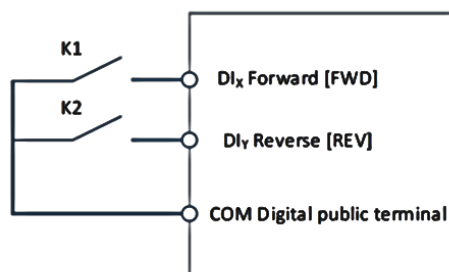 K1
DIX Forward [FWD]
K2
DIY Reverse [REV]
COM Digital public terminal